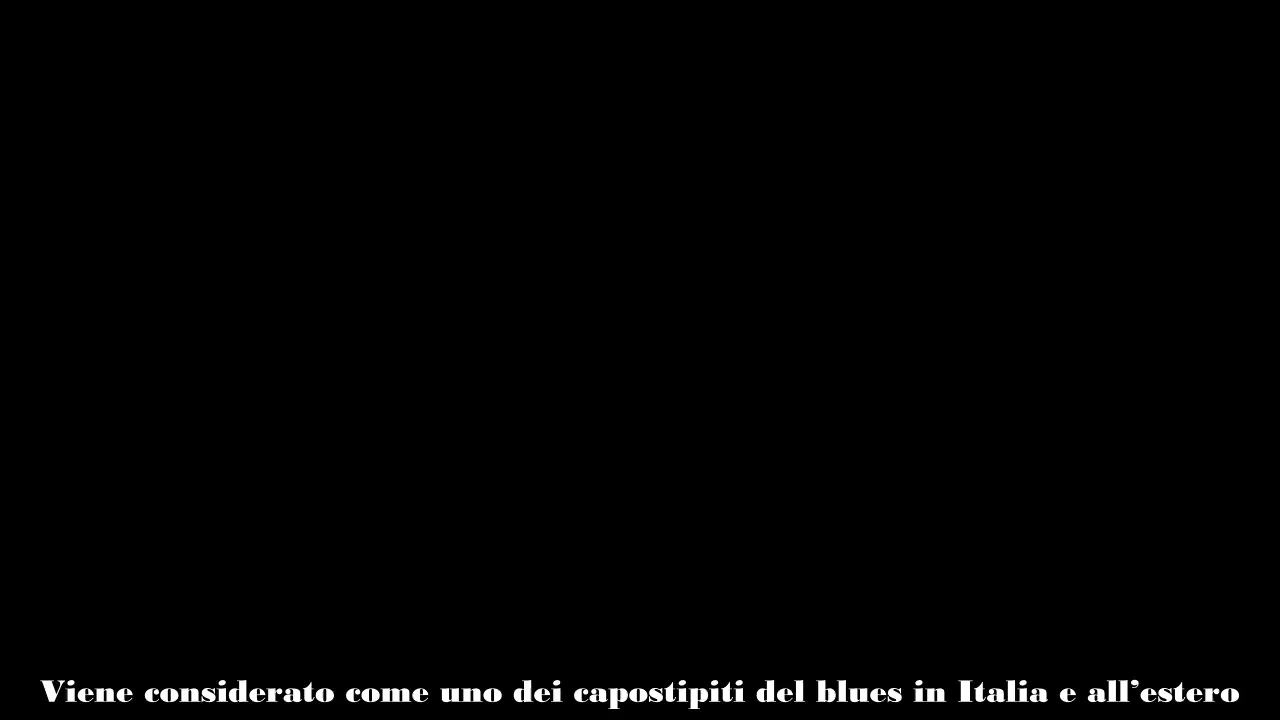 Viene considerato come uno dei capostipiti del blues in Italia e all’estero